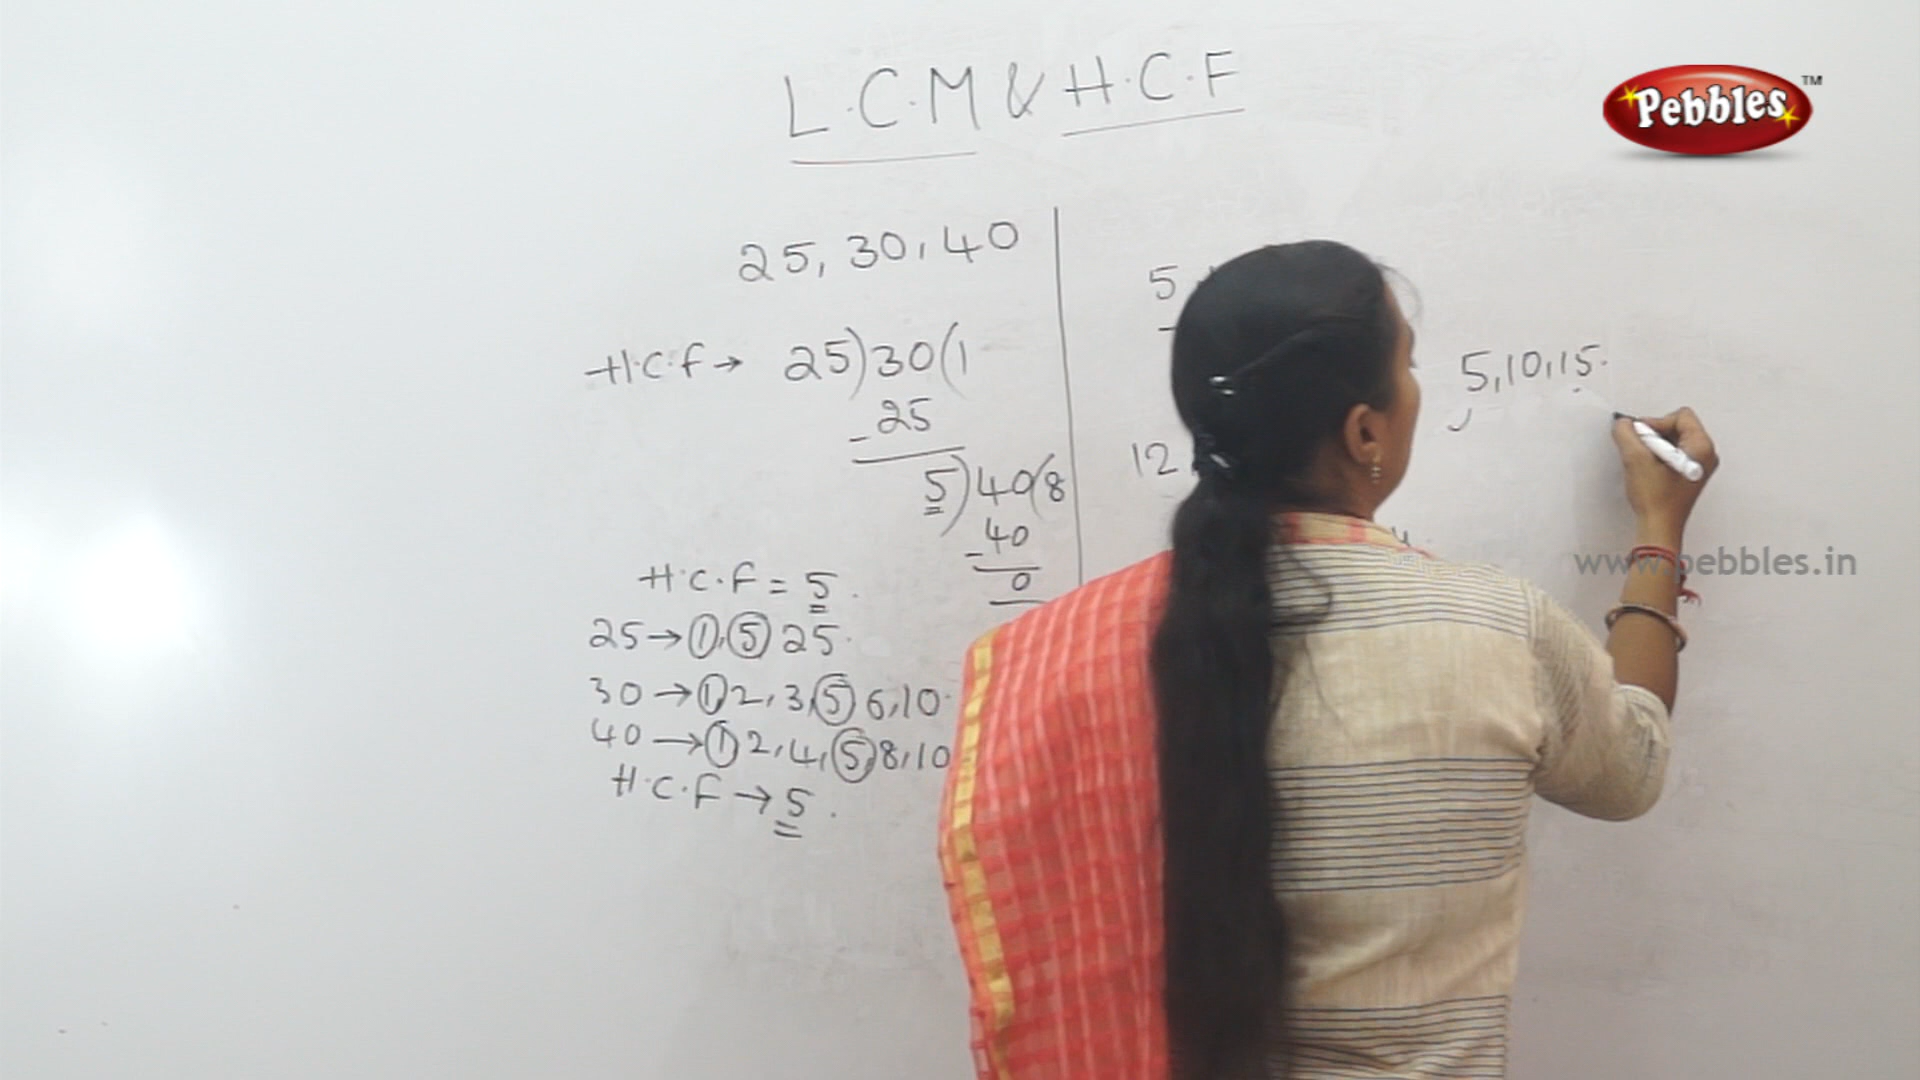 L.C.M & H.C.F
Pebbles™
25, 30, 40
H.C.F → 25)30(1
- 25
5)40(8
- 40
0
H.C.F = 5.
25 → 1, 5 25.
30 → 1 2, 3, 5 6, 10.
40 → 1 2, 4, 5, 8, 10
H.C.F → 5.
5
12
5, 10, 15.
www.pebbles.in